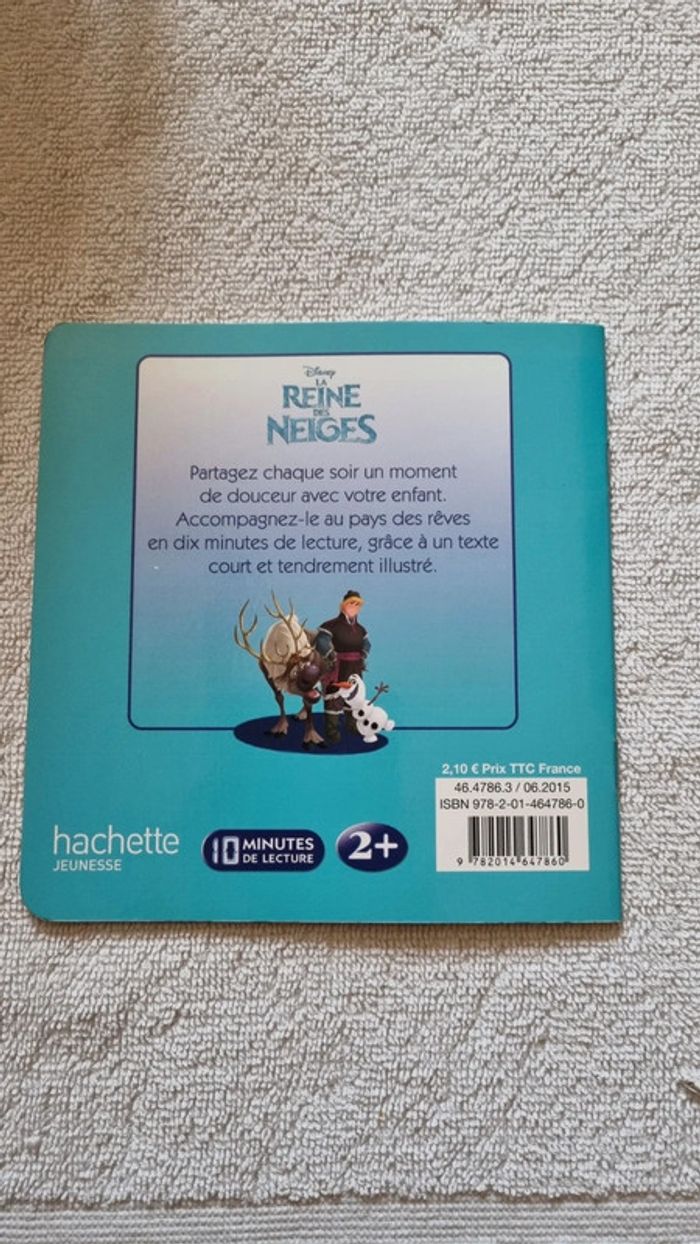 Disney
LA
REINE
DES
NEIGES
Partagez chaque soir un moment
de douceur avec votre enfant.
Accompagnez-le au pays des rêves
en dix minutes de lecture, grâce à un texte
court et tendrement illustré.
2,10 € Prix TTC France
46.4786.3 / 06.2015
ISBN 978-2-01-464786-0
9 782014 647860
hachette
JEUNESSE
10 MINUTES
DE LECTURE
2+